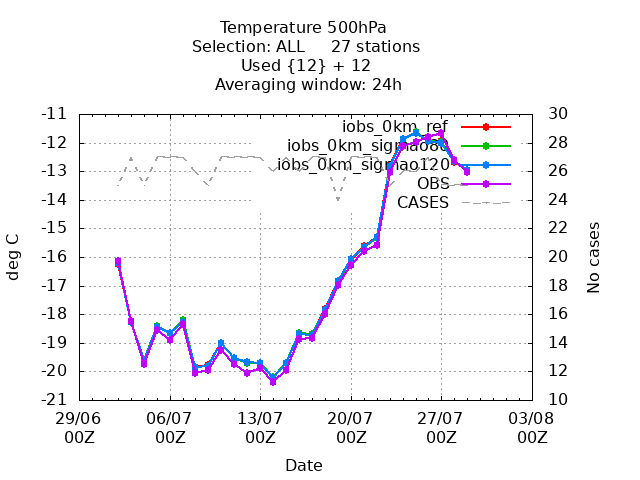 Temperature 500hPa
Selection: ALL 27 stations
Used {12} + 12
Averaging window: 24h
-11
-12
-13
-14
-15
-16
-17
-18
-19
-20
-21
deg C
30
28
26
24
22
20
18
16
14
12
10
No cases
iobs_0km_ref
iobs_0km_sigmao80
iobs_0km_sigmao120
OBS
CASES
29/06 06/07 13/07 20/07 27/07 03/08
00Z 00Z 00Z 00Z 00Z 00Z
Date